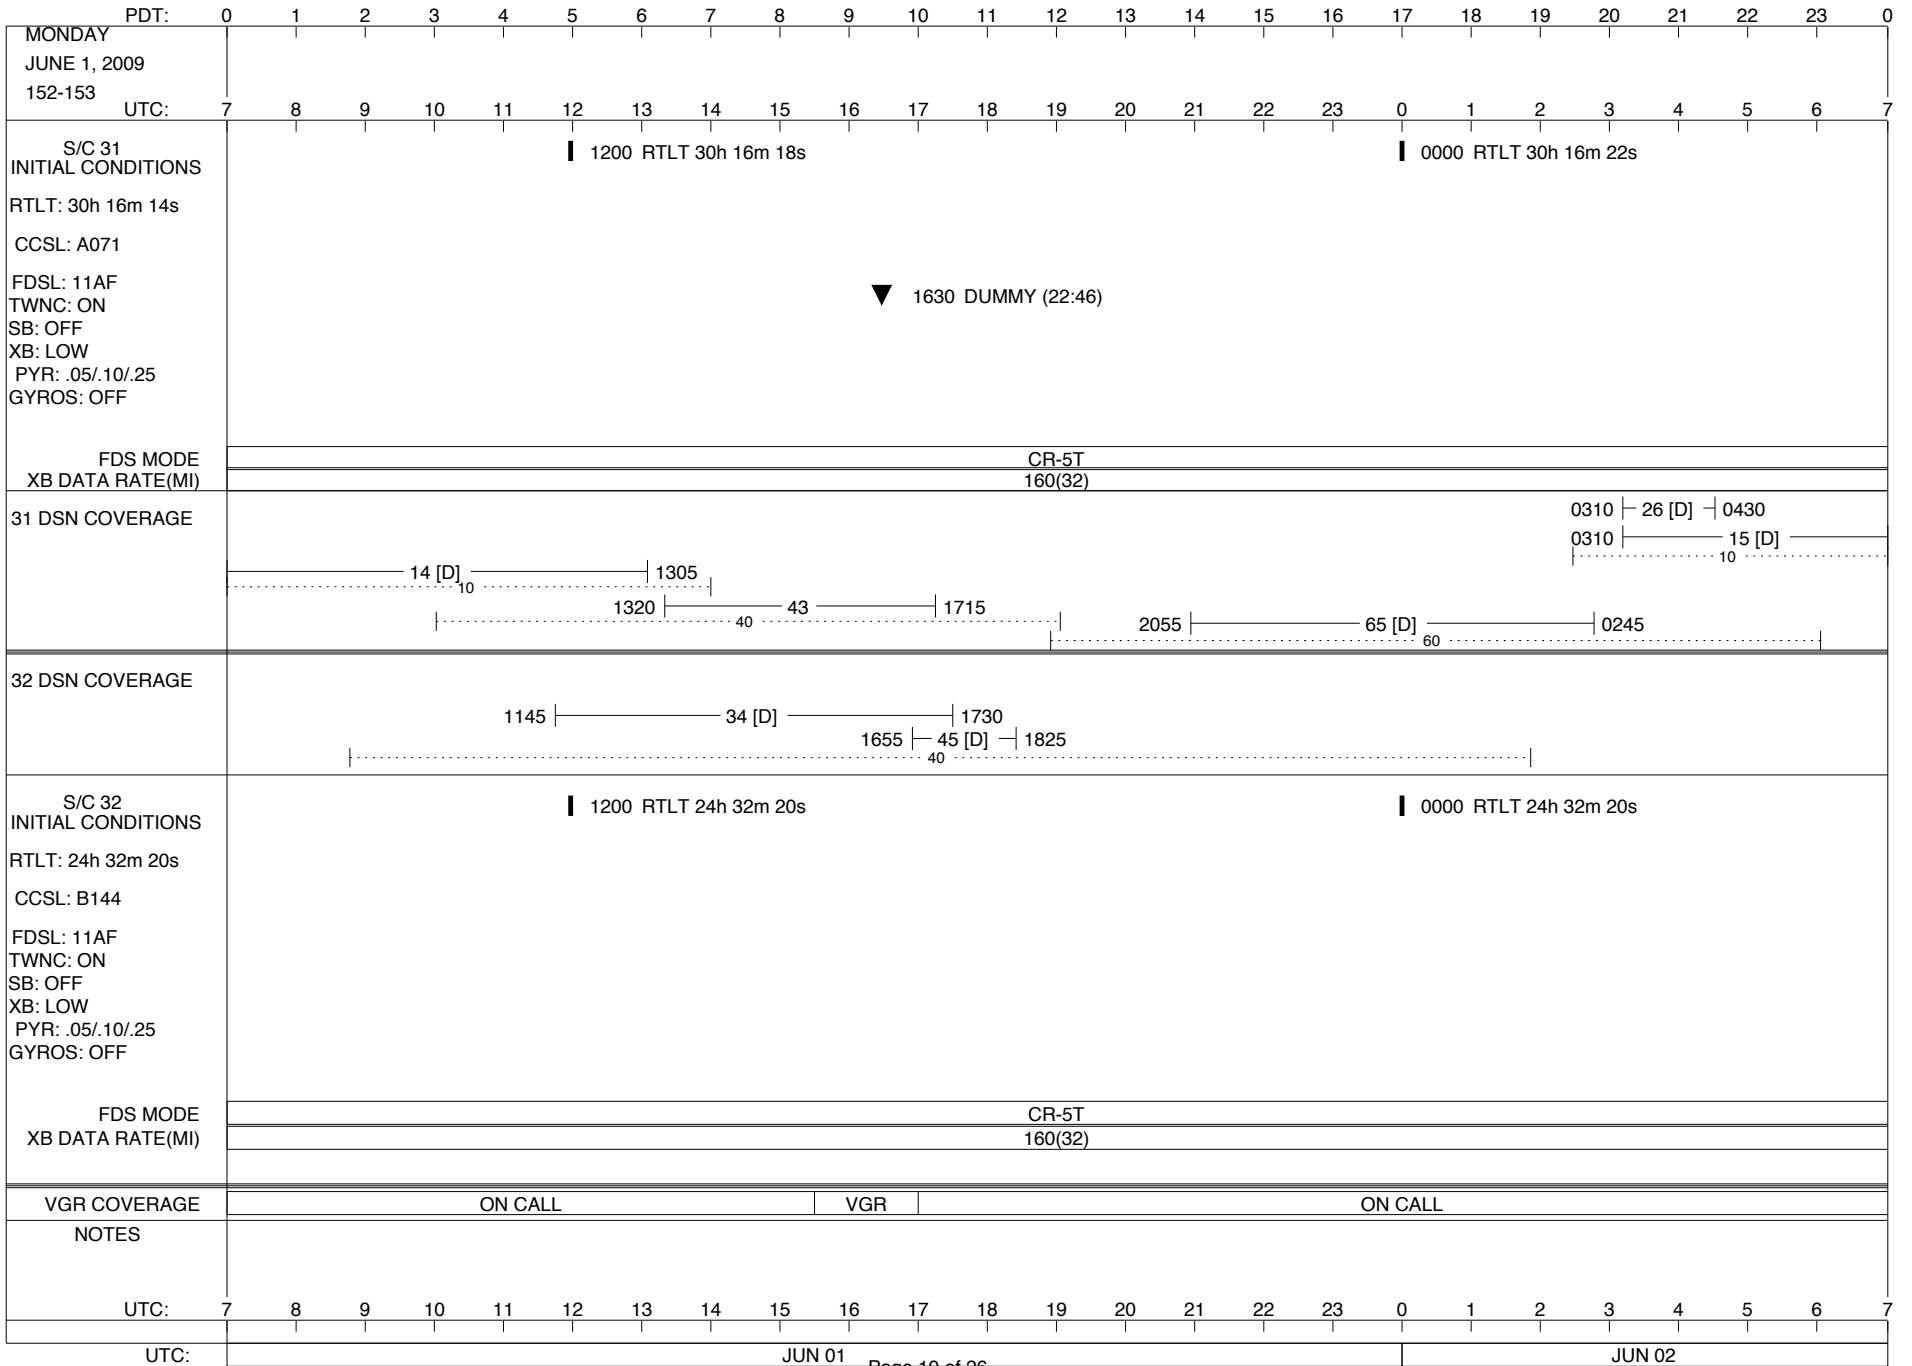 PDT: 0 1 2 3 4 5 6 7 8 9 10 11 12 13 14 15 16 17 18 19 20 21 22 23 0
MONDAY
JUNE 1, 2009
152-153
UTC: 7 8 9 10 11 12 13 14 15 16 17 18 19 20 21 22 23 0 1 2 3 4 5 6 7
S/C 31
INITIAL CONDITIONS
1200 RTLT 30h 16m 18s
0000 RTLT 30h 16m 22s
RTLT: 30h 16m 14s
CCSL: A071
FDSL: 11AF
1630 DUMMY (22:46)
TWNC: ON
SB: OFF
XB: LOW
PYR: .05/.10/.25
GYROS: OFF
FDS MODE CR-5T
XB DATA RATE(MI) 160(32)
31 DSN COVERAGE
0310 26 [D] 0430
0310 15 [D]
10
14 [D] 1305
10
1320 43 1715
40
2055 65 [D] 0245
60
32 DSN COVERAGE
1145 34 [D] 1730
1655 45 [D] 1825
40
S/C 32
INITIAL CONDITIONS
1200 RTLT 24h 32m 20s
0000 RTLT 24h 32m 20s
RTLT: 24h 32m 20s
CCSL: B144
FDSL: 11AF
TWNC: ON
SB: OFF
XB: LOW
PYR: .05/.10/.25
GYROS: OFF
FDS MODE CR-5T
XB DATA RATE(MI) 160(32)
VGR COVERAGE ON CALL VGR ON CALL
NOTES
UTC: 7 8 9 10 11 12 13 14 15 16 17 18 19 20 21 22 23 0 1 2 3 4 5 6 7
UTC: JUN 01 JUN 02